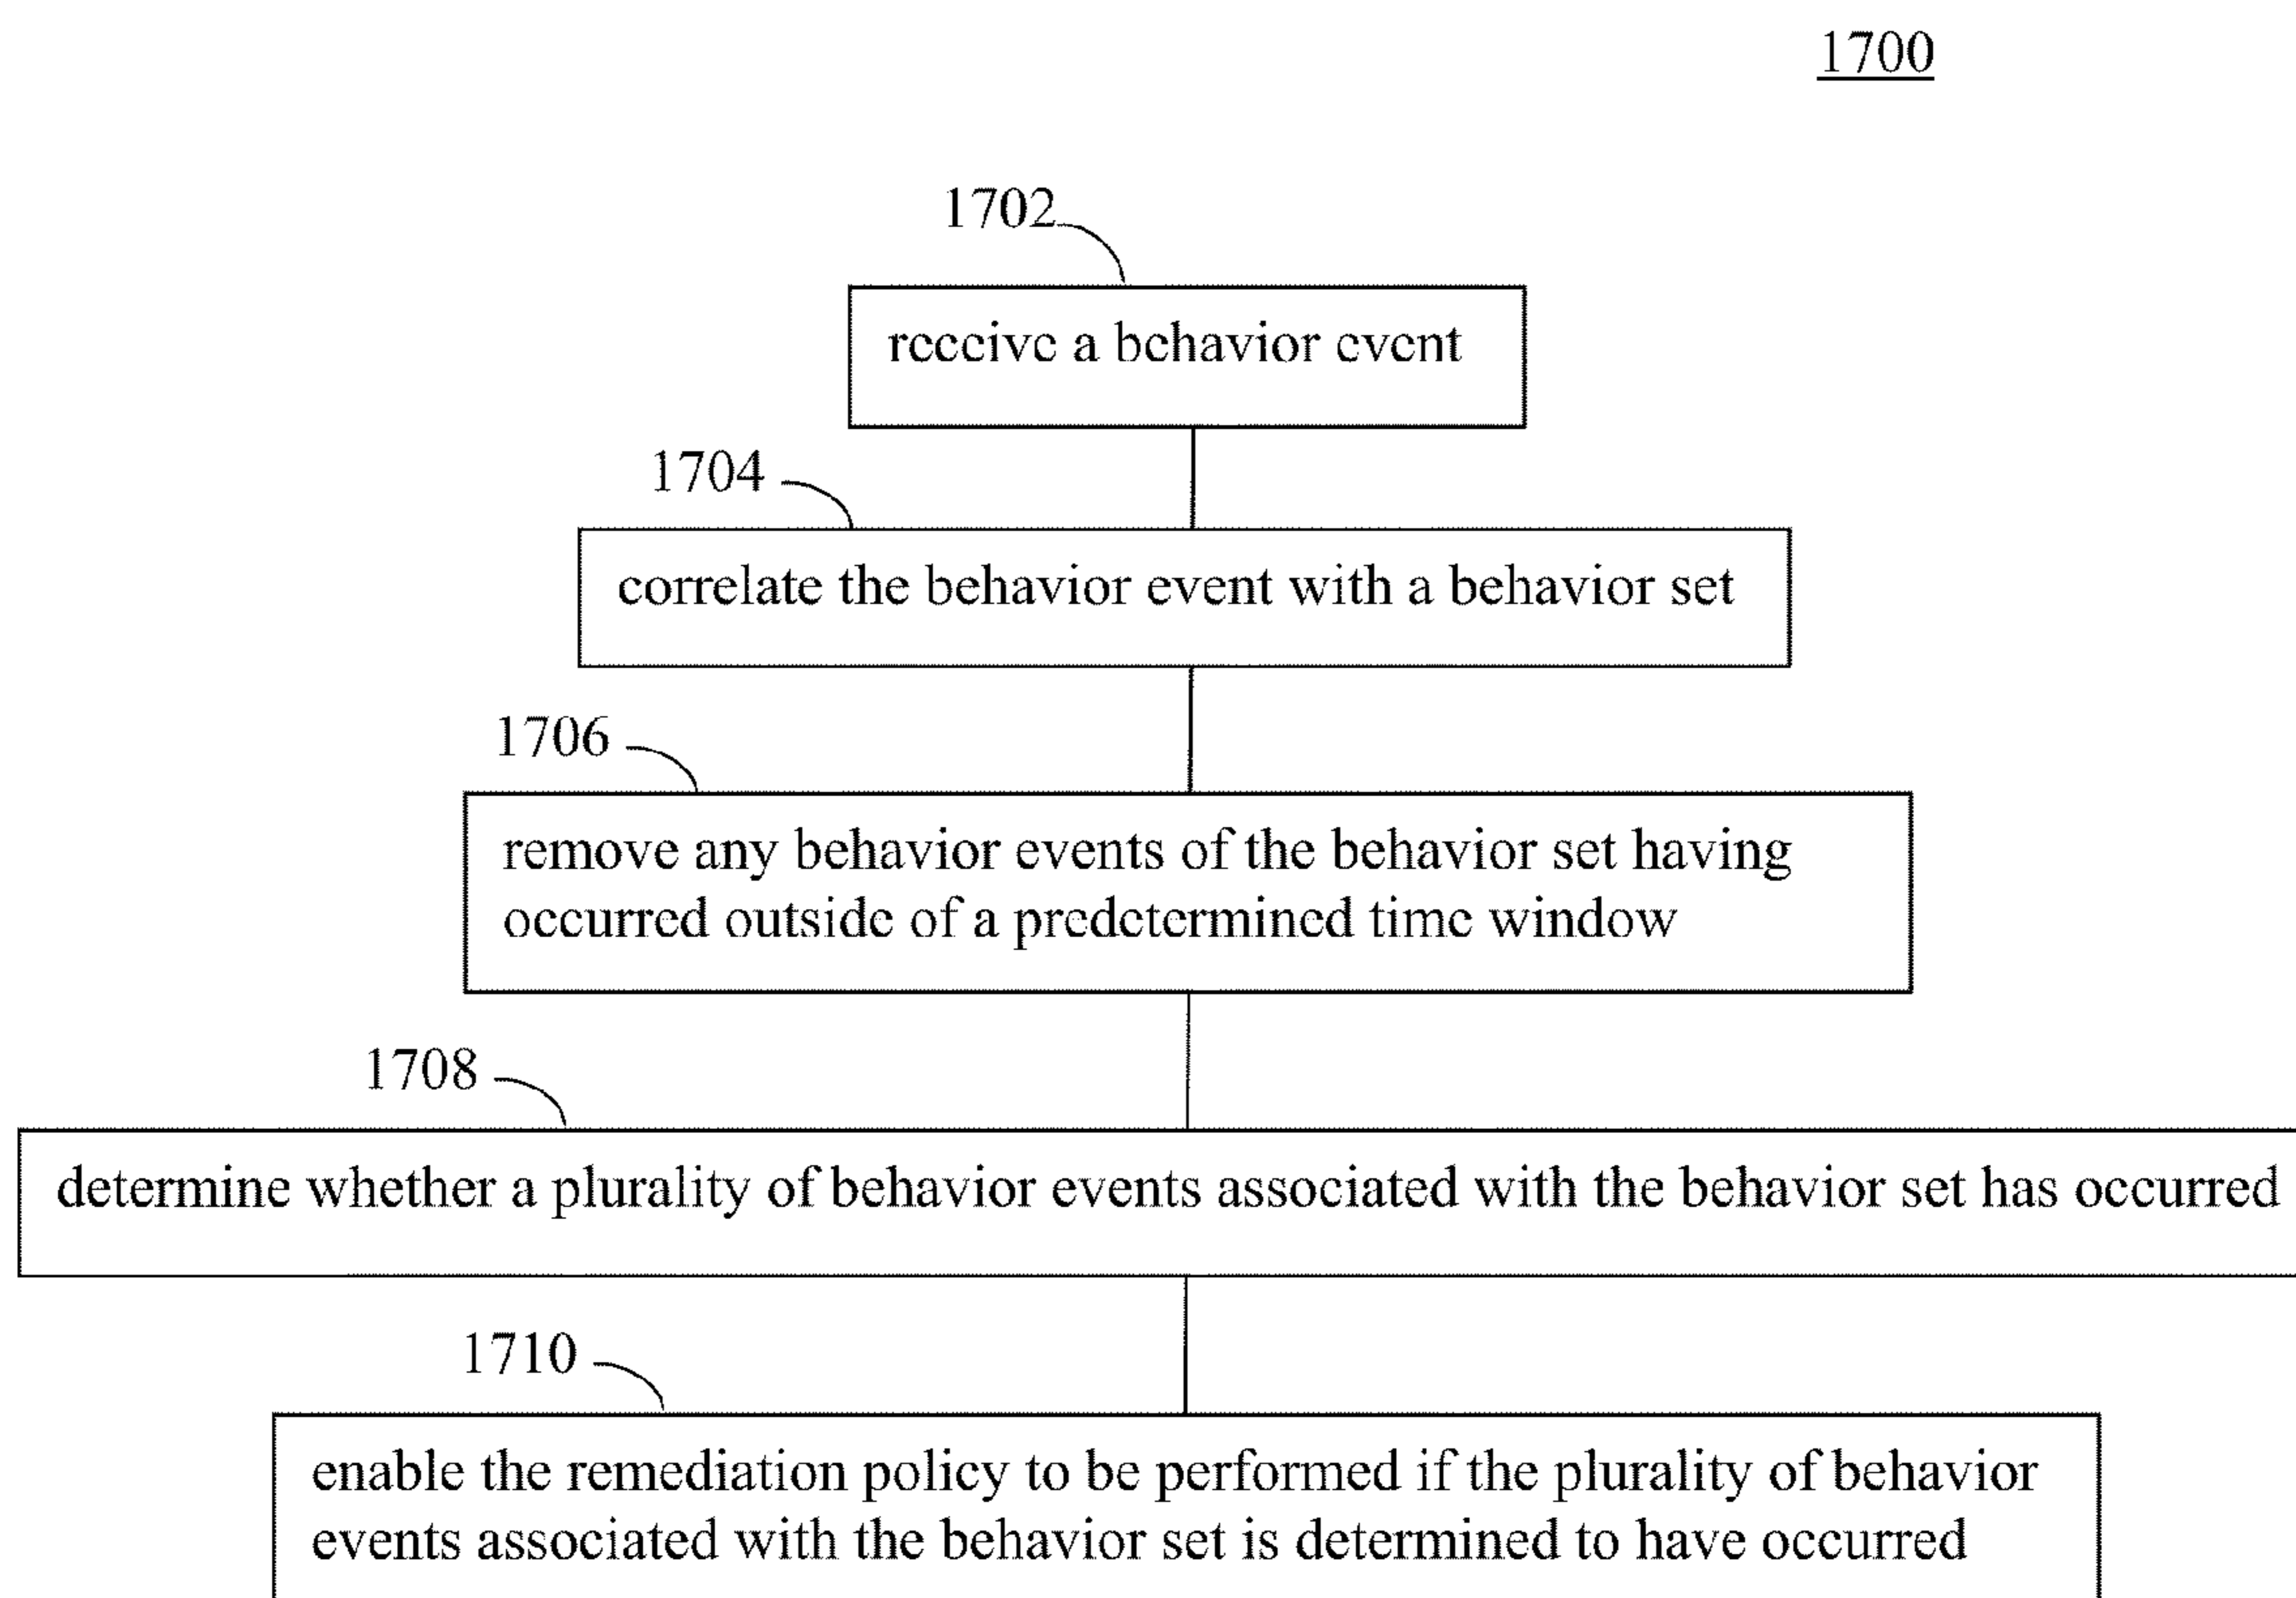 1700
1702
receive a behavior event
1704
correlate the behavior event with a behavior set
1706
remove any behavior events of the behavior set having
occurred outside of a predetermined time window
1708
determine whether a plurality of behavior events associated with the behavior set has occurred
1710
enable the remediation policy to be performed if the plurality of behavior
events associated with the behavior set is determined to have occurred